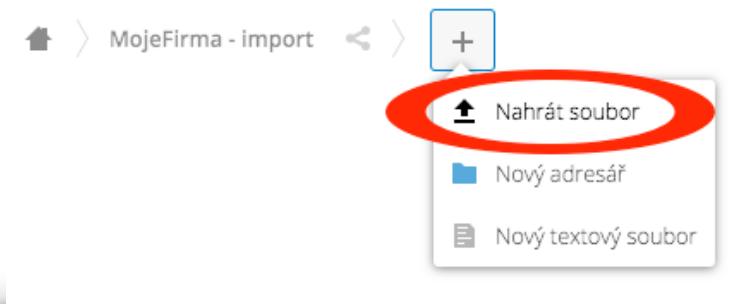 MojeFirma - import
+
Nahrát soubor
Nový adresář
Nový textový soubor